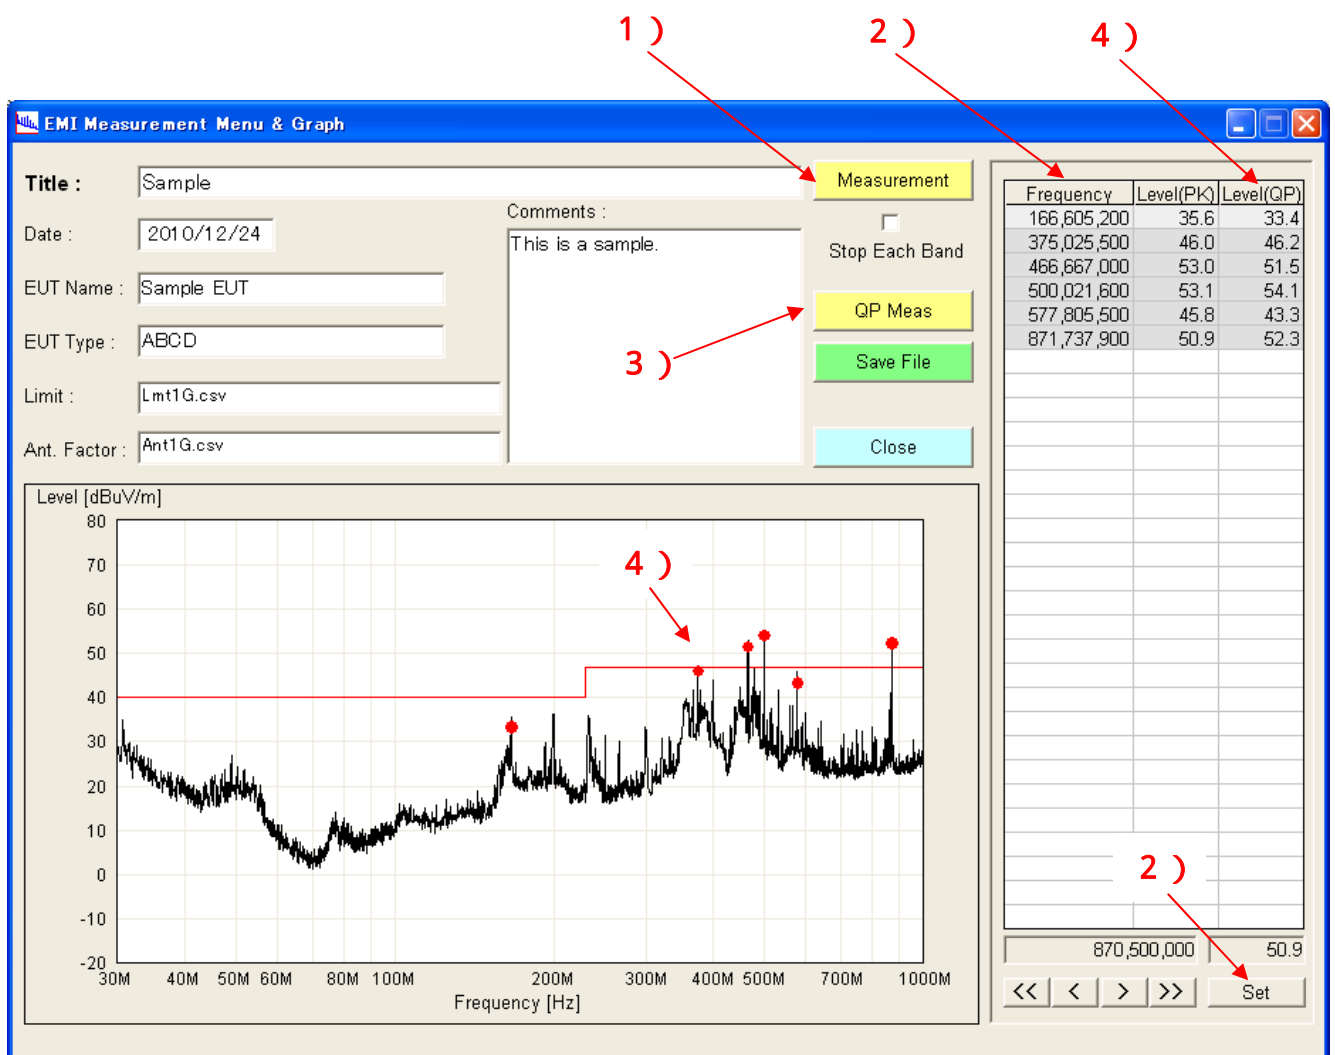 1 )
2 )
4 )
EMI Measurement Menu & Graph
Title :
Sample
Measurement
Date :
2010/12/24
Comments :
This is a sample.
Stop Each Band
EUT Name :
Sample EUT
QP Meas
EUT Type :
ABCD
3 )
Save File
Limit :
Lmt1G.csv
Ant. Factor :
Ant1G.csv
Close
Frequency Level(PK) Level(QP)
166,605,200 35.6 33.4
375,025,500 46.0 46.2
466,667,000 53.0 51.5
500,021,600 53.1 54.1
577,805,500 45.8 43.3
871,737,900 50.9 52.3
Level [dBuV/m]
80
70
4 )
60
50
40
30
20
10
0
-10
-20
30M 40M 50M 60M 80M 100M 200M 300M 400M 500M 700M 1000M
Frequency [Hz]
2 )
870,500,000 50.9
<< < > >> Set